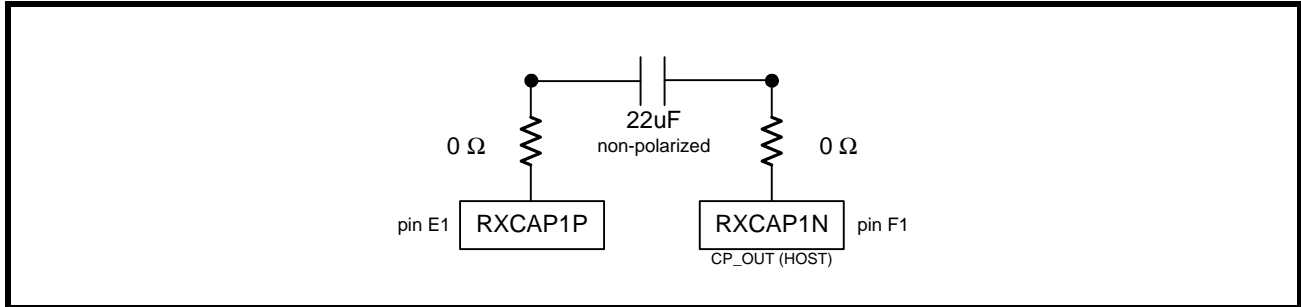 22uF
non-polarized
0 Ω
0 Ω
pin E1
RXCAP1P
RXCAP1N
pin F1
CP_OUT (HOST)